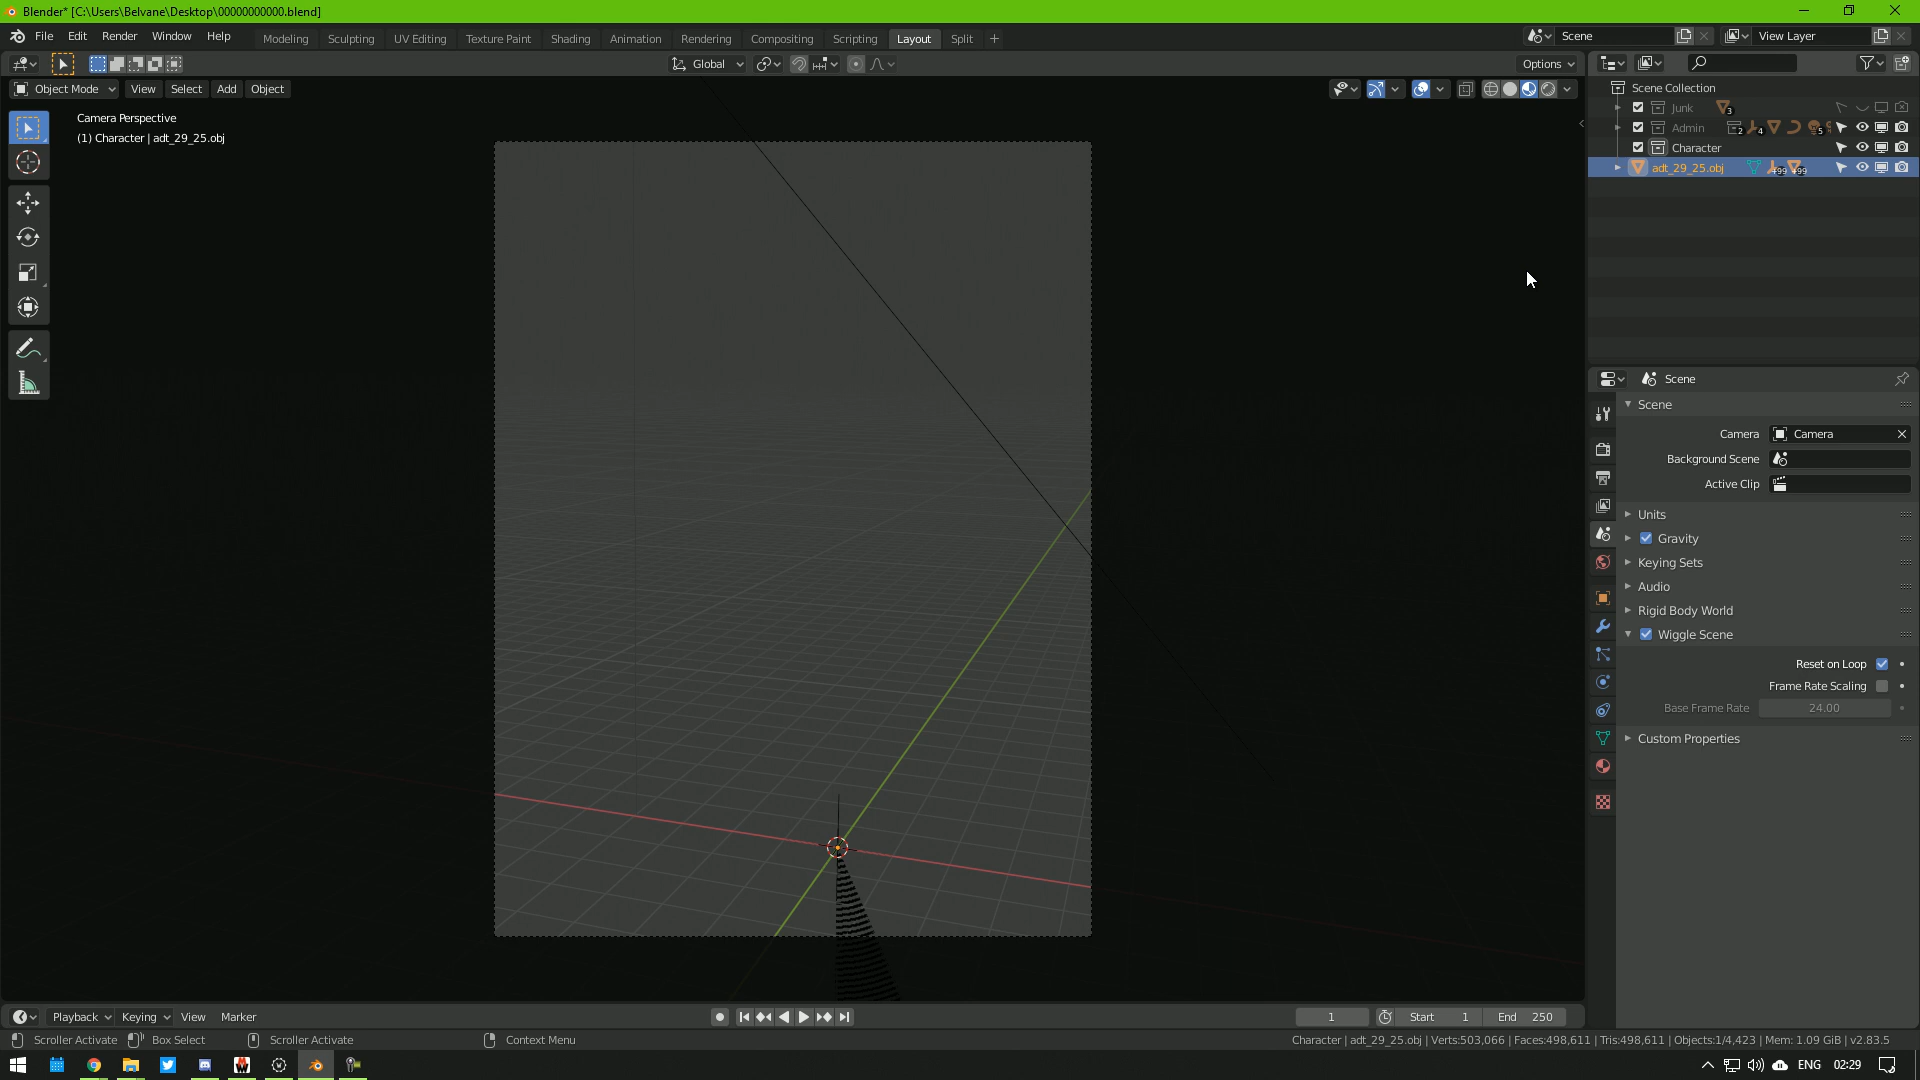 Blender* [C:\Users\Belvane\Desktop\00000000000.blend]
File Edit Render Window Help
Modeling Sculpting UV Editing Texture Paint Shading Animation Rendering Compositing Scripting Layout Split +
Scene
View Layer
Global
Options
Object Mode View Select Add Object
Camera Perspective
(1) Character | adt_29_25.obj
Scene Collection
Junk 3
Admin 2 4 5
Character
adt_29_25.obj +99 +99
Scene
Scene
Camera Camera
Background Scene
Active Clip
Units
Gravity
Keying Sets
Audio
Rigid Body World
Wiggle Scene
Reset on Loop
Frame Rate Scaling
Base Frame Rate 24.00
Custom Properties
Playback Keying View Marker
1 Start 1 End 250
Scroller Activate Box Select Scroller Activate Context Menu
Character | adt_29_25.obj | Verts:503,066 | Faces:498,611 | Tris:498,611 | Objects:1/4,423 | Mem: 1.09 GiB | v2.83.5
ENG 02:29